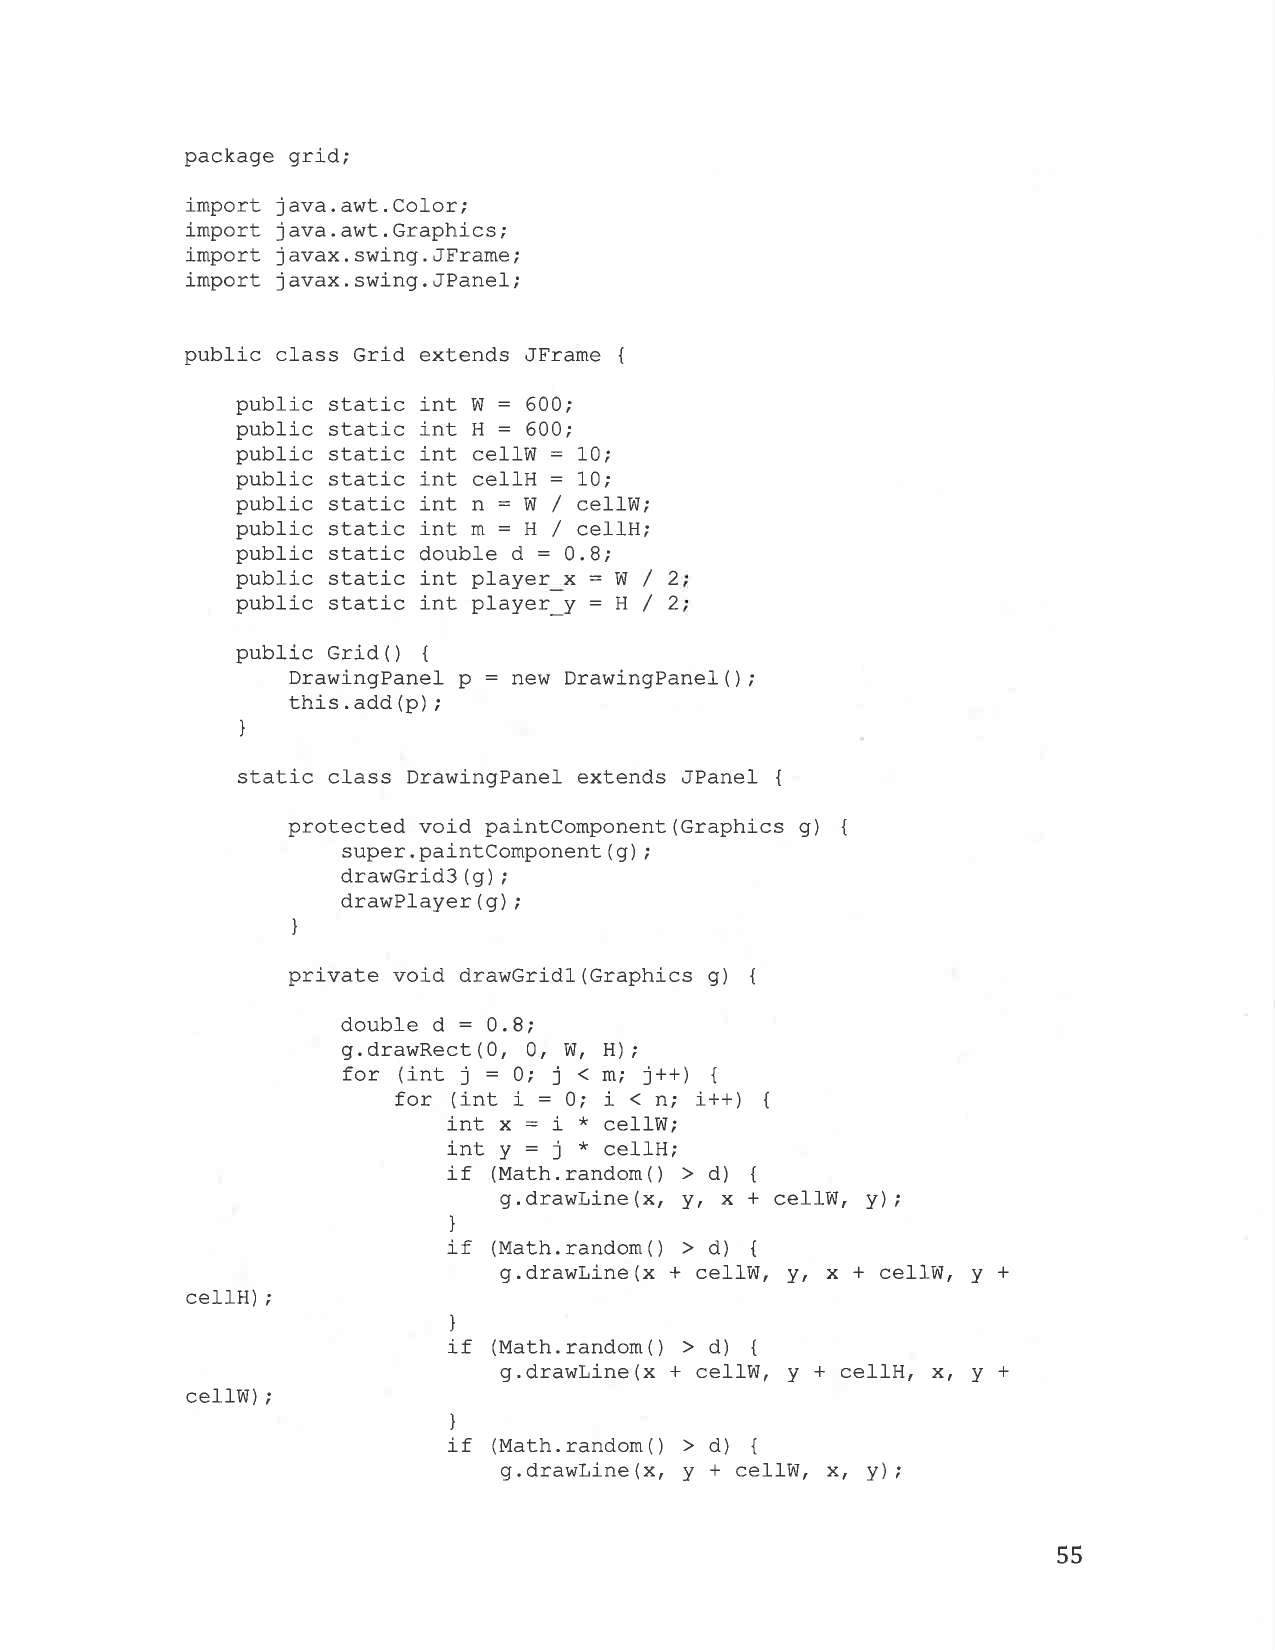 package grid;

import java.awt.Color;
import java.awt.Graphics;
import javax.swing.JFrame;
import javax.swing.JPanel;


public class Grid extends JFrame {

    public static int W = 600;
    public static int H = 600;
    public static int cellW = 10;
    public static int cellH = 10;
    public static int n = W / cellW;
    public static int m = H / cellH;
    public static double d = 0.8;
    public static int player_x = W / 2;
    public static int player_y = H / 2;

    public Grid() {
        DrawingPanel p = new DrawingPanel();
        this.add(p);
    }

    static class DrawingPanel extends JPanel {

        protected void paintComponent(Graphics g) {
            super.paintComponent(g);
            drawGrid3(g);
            drawPlayer(g);
        }

        private void drawGrid1(Graphics g) {

            double d = 0.8;
            g.drawRect(0, 0, W, H);
            for (int j = 0; j < m; j++) {
                for (int i = 0; i < n; i++) {
                    int x = i * cellW;
                    int y = j * cellH;
                    if (Math.random() > d) {
                        g.drawLine(x, y, x + cellW, y);
                    }
                    if (Math.random() > d) {
                        g.drawLine(x + cellW, y, x + cellW, y +
cellH);
                    }
                    if (Math.random() > d) {
                        g.drawLine(x + cellW, y + cellH, x, y +
cellW);
                    }
                    if (Math.random() > d) {
                        g.drawLine(x, y + cellW, x, y);

55